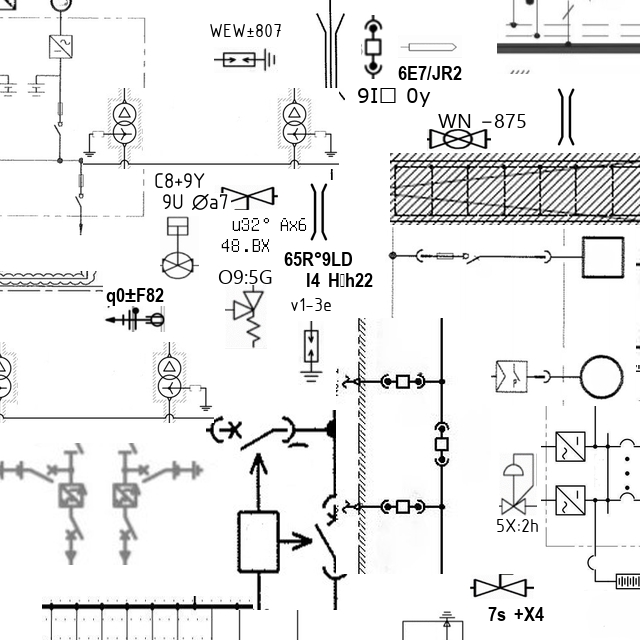 WEW±807
6E7/JR2
9I□ Oy
WN −875
C8+9Y
9U Øa7
u32° Ax6
48.BX
65R°9LD
I4 H▯h22
O9:5G
q0±F82
v1-3e
5X:2h
7s +X4